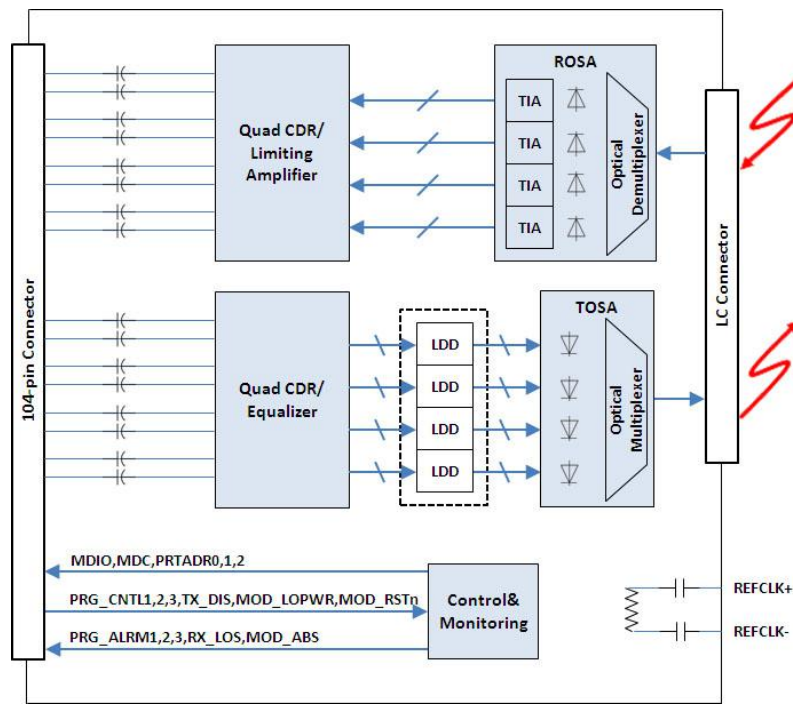 104-pin Connector
Quad CDR/
Limiting
Amplifier
ROSA
TIA
TIA
TIA
TIA
Optical
Demultiplexer
LC Connector
Quad CDR/
Equalizer
LDD
LDD
LDD
LDD
TOSA
Optical
Multiplexer
MDIO,MDC,PRTADR0,1,2
PRG_CNTL1,2,3,TX_DIS,MOD_LOPWR,MOD_RSTn
PRG_ALRM1,2,3,RX_LOS,MOD_ABS
Control&
Monitoring
REFCLK+
REFCLK-